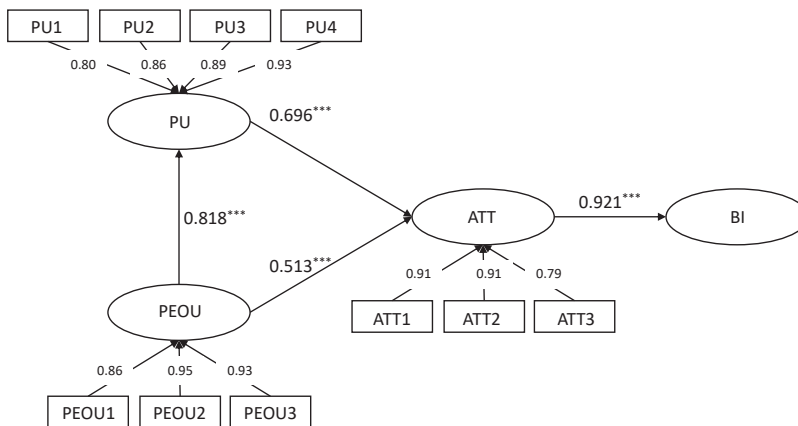 PU1 PU2 PU3 PU4
0.80 0.86 0.89 0.93
PU
0.696***
0.818***
ATT
0.921***
BI
0.513***
PEOU
0.91 0.91 0.79
ATT1 ATT2 ATT3
0.86 0.95 0.93
PEOU1 PEOU2 PEOU3